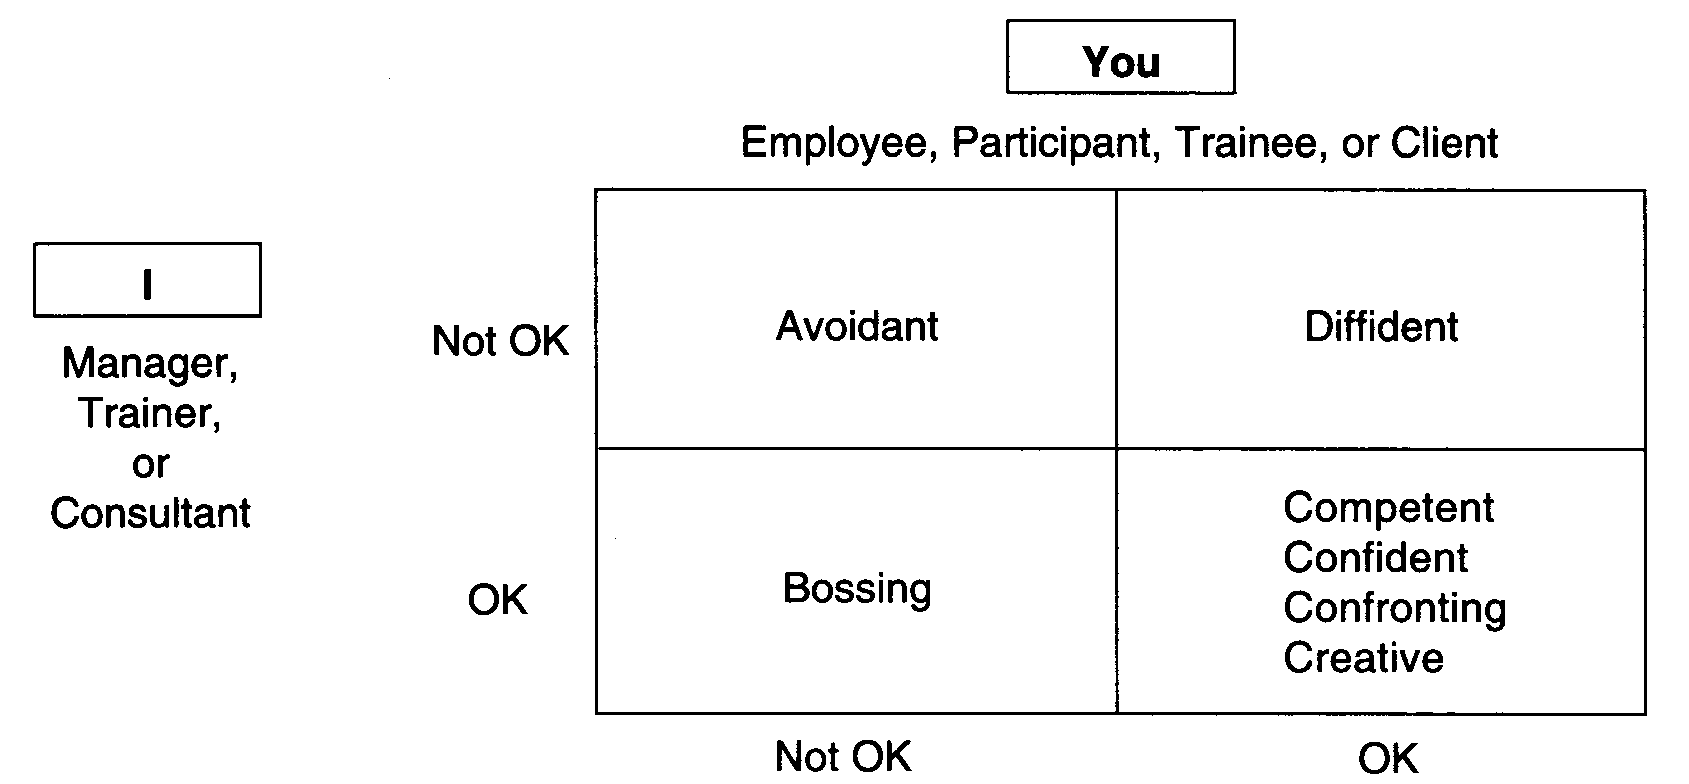 You
Employee, Participant, Trainee, or Client
I
Manager,
Trainer,
or
Consultant
Not OK
Avoidant
Diffident
OK
Bossing
Competent
Confident
Confronting
Creative
Not OK
OK